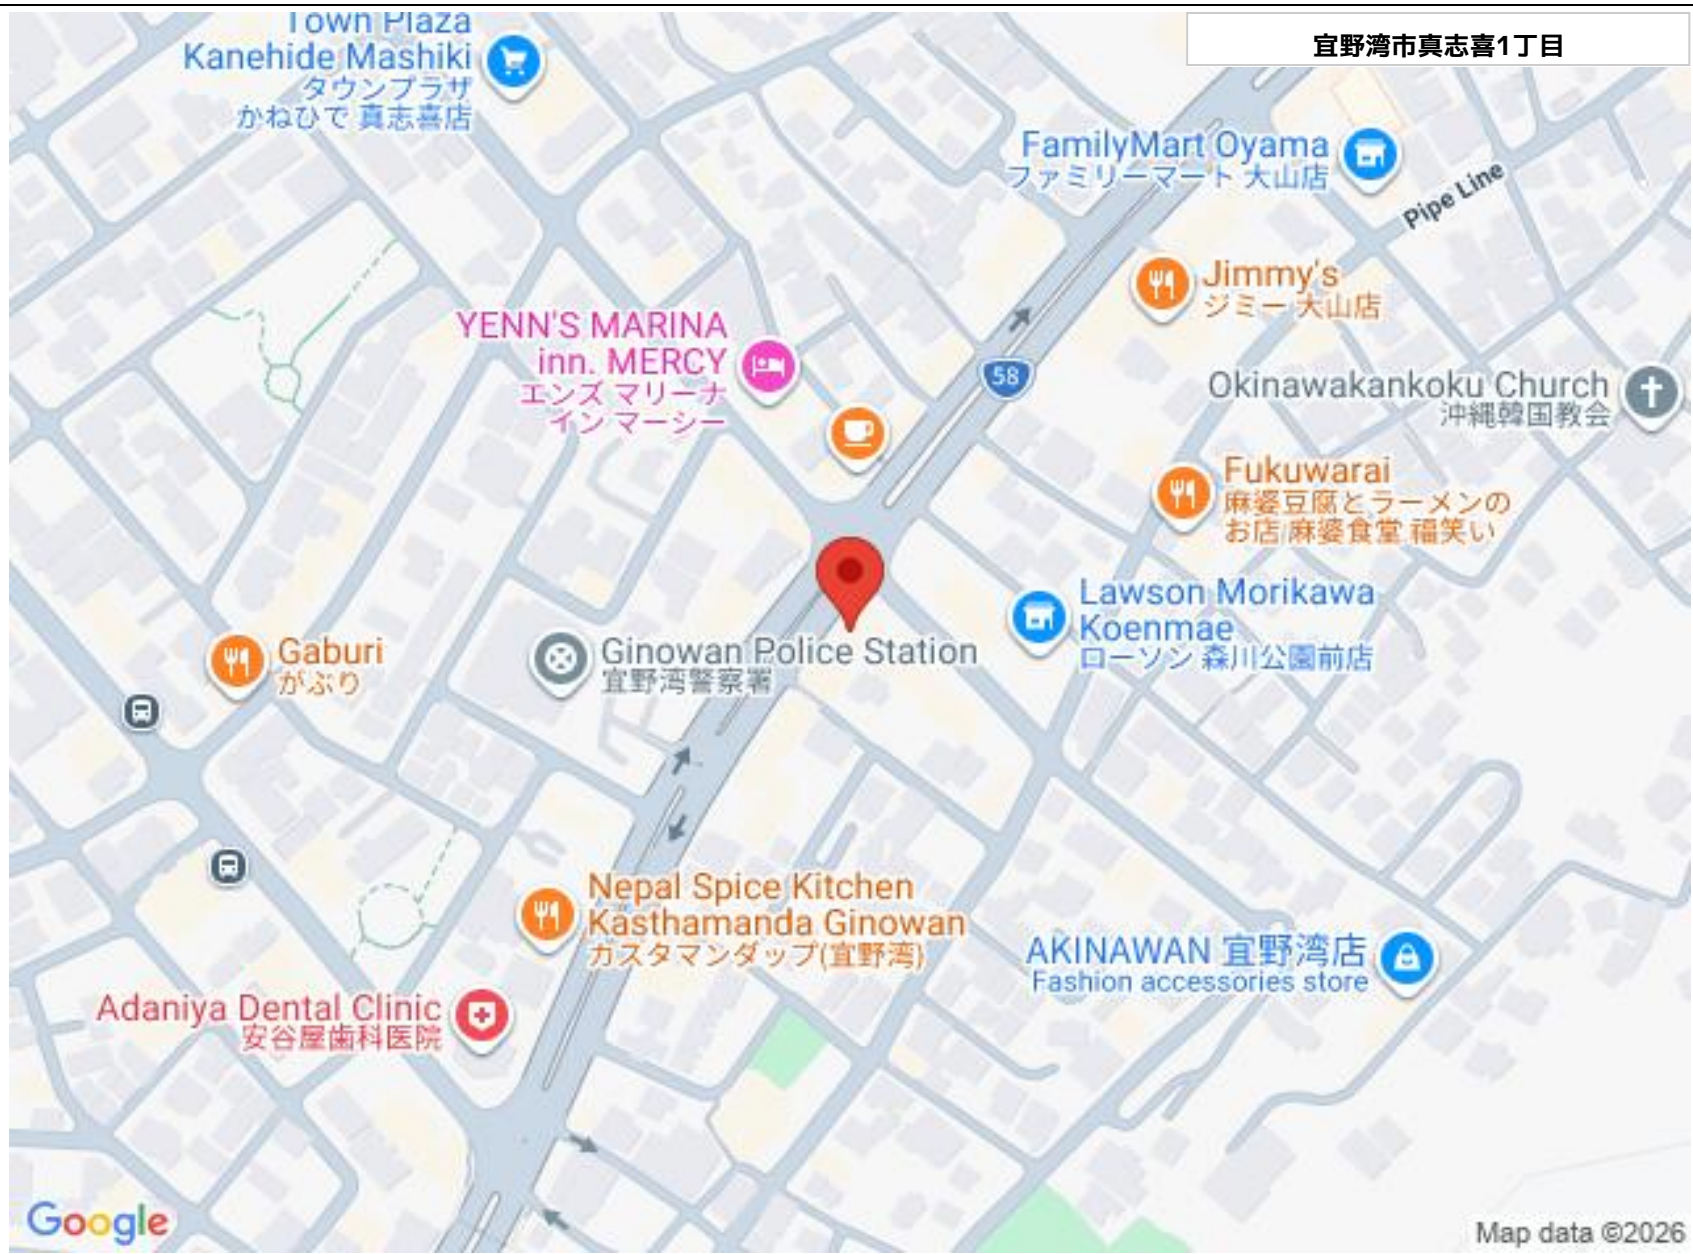 Town Plaza
Kanehide Mashiki
タウンプラザ
かねひで 真志喜店
宜野湾市真志喜1丁目
FamilyMart Oyama
ファミリーマート 大山店
Pipe Line
Jimmy's
ジミー 大山店
YENN'S MARINA
inn. MERCY
エンズ マリーナ
イン マーシー
58
Okinawakankoku Church
沖縄韓国教会
Fukuwarai
麻婆豆腐とラーメンの
お店 麻婆食堂 福笑い
Lawson Morikawa
Koenmae
ローソン 森川公園前店
Gaburi
がぶり
Ginowan Police Station
宜野湾警察署
Nepal Spice Kitchen
Kasthamanda Ginowan
カスタマンダップ(宜野湾)
AKINAWAN 宜野湾店
Fashion accessories store
Adaniya Dental Clinic
安谷屋歯科医院
Google
Map data ©2026